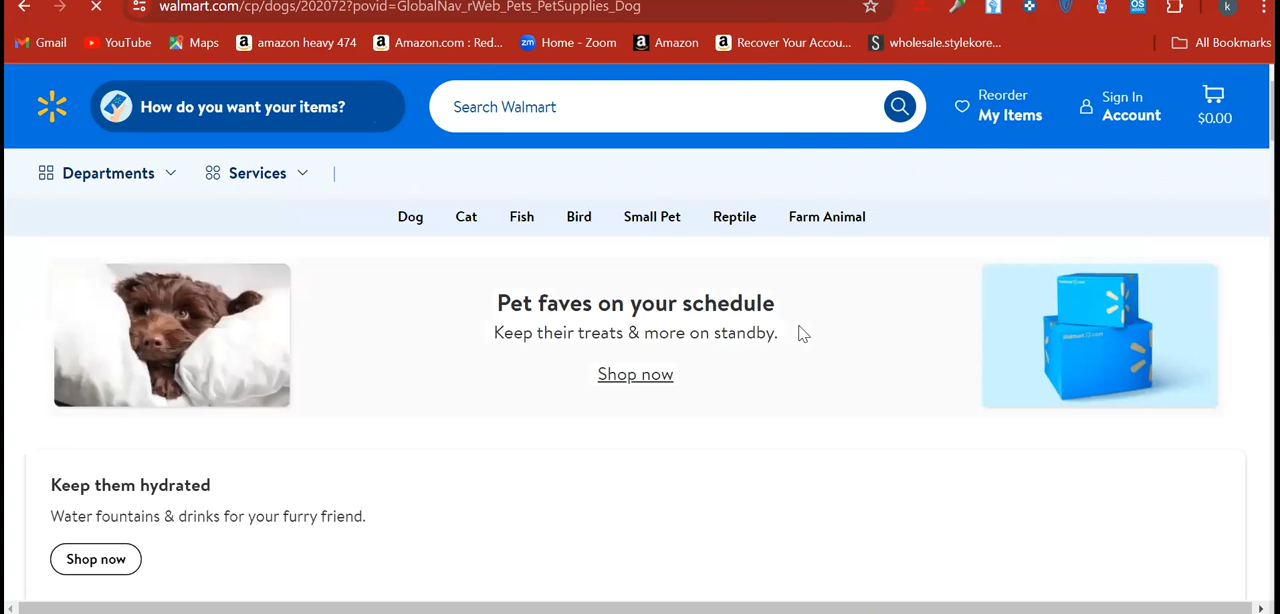 walmart.com/cp/dogs/202072?povid=GlobalNav_rWeb_Pets_PetSupplies_Dog
k
Gmail YouTube Maps amazon heavy 474 Amazon.com : Red... Home - Zoom Amazon Recover Your Accou... wholesale.stylekore... All Bookmarks
How do you want your items?
Search Walmart
Reorder
My Items
Sign In
Account
$0.00
Departments
Services
Dog Cat Fish Bird Small Pet Reptile Farm Animal
Pet faves on your schedule
Keep their treats & more on standby.
Shop now
Keep them hydrated
Water fountains & drinks for your furry friend.
Shop now